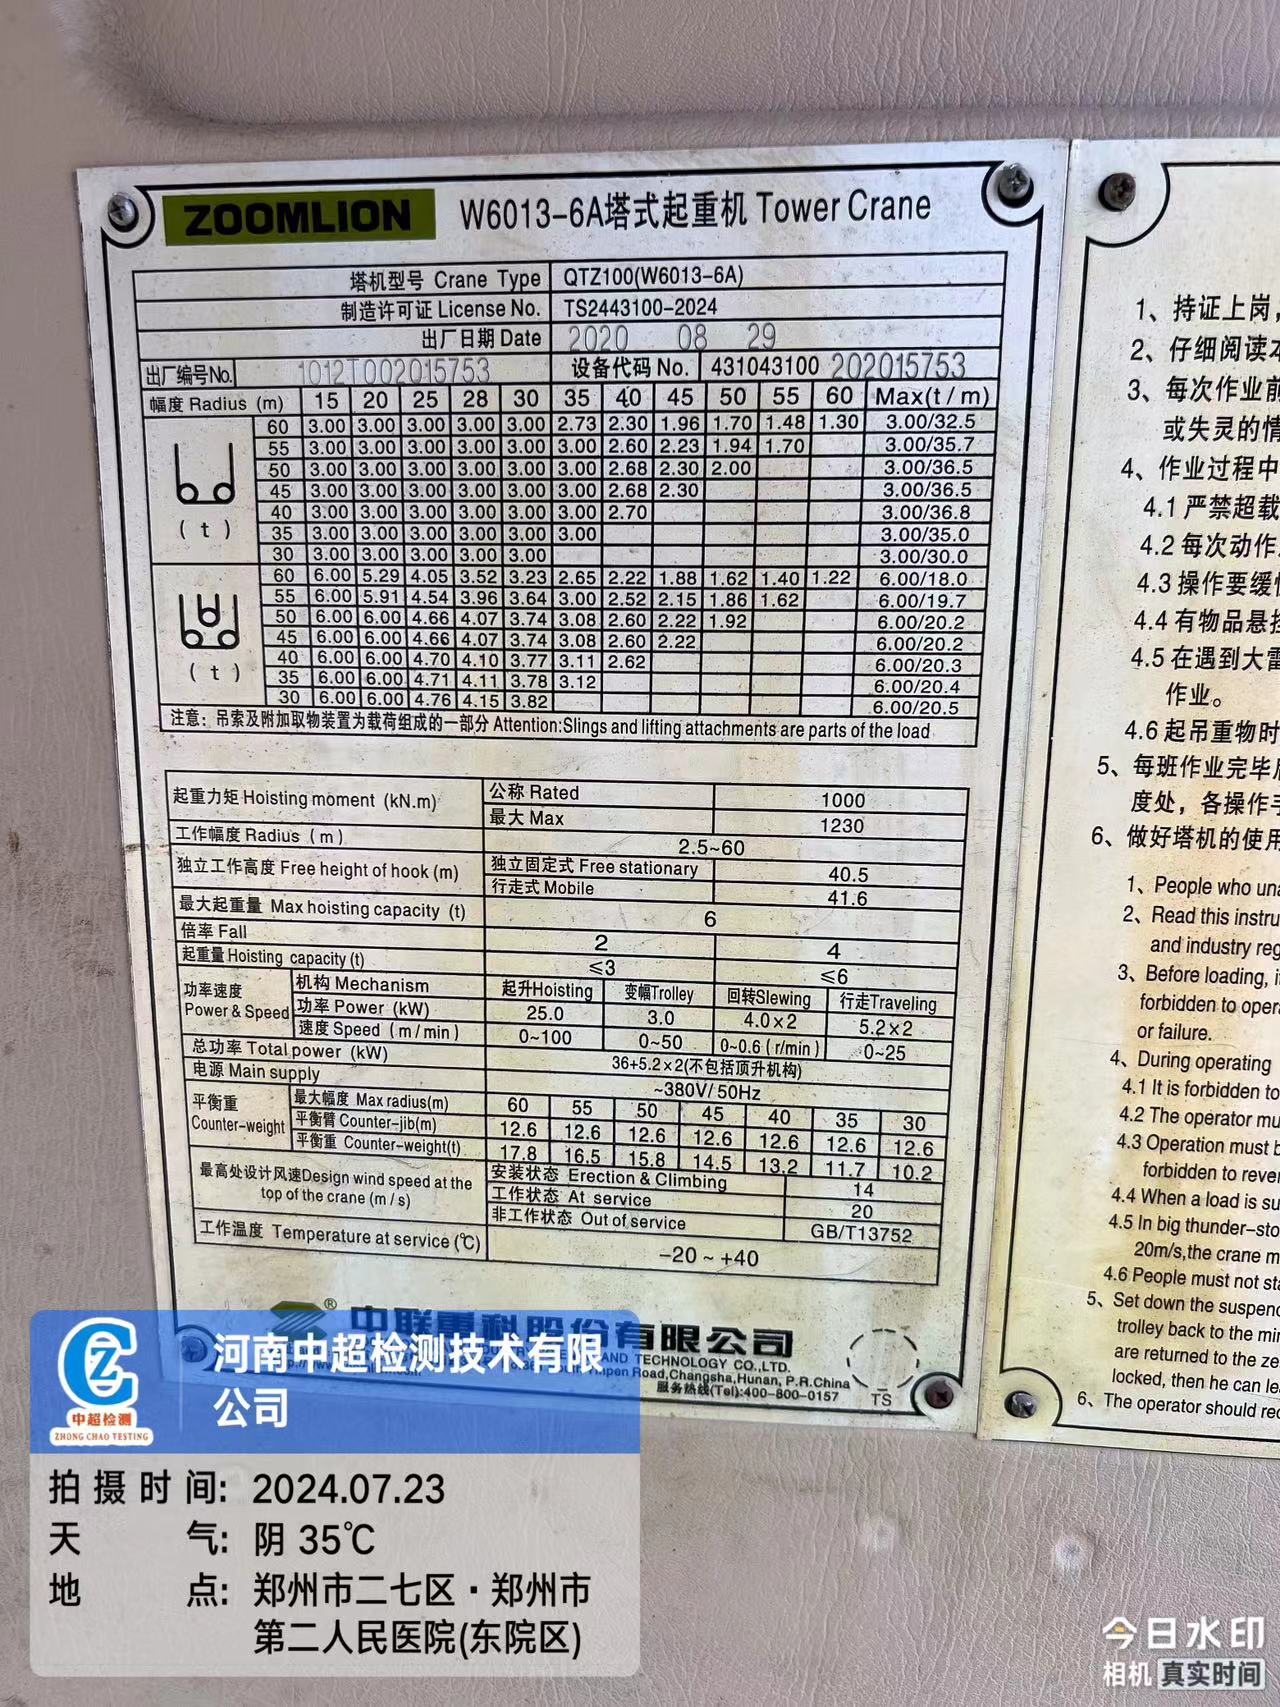 ZOOMLION W6013-6A塔式起重机 Tower Crane
塔机型号 Crane Type QTZ100(W6013-6A)
制造许可证 License No. TS2443100-2024
出厂日期 Date 2020 08 29
出厂编号No. 1012T002015753 设备代码 No. 431043100 202015753
幅度 Radius (m) 15 20 25 28 30 35 40 45 50 55 60 Max(t/m)
60 3.00 3.00 3.00 3.00 3.00 2.73 2.30 1.96 1.70 1.48 1.30 3.00/32.5
55 3.00 3.00 3.00 3.00 3.00 3.00 2.60 2.23 1.94 1.70 3.00/35.7
50 3.00 3.00 3.00 3.00 3.00 3.00 2.68 2.30 2.00 3.00/36.5
45 3.00 3.00 3.00 3.00 3.00 3.00 2.68 2.30 3.00/36.5
40 3.00 3.00 3.00 3.00 3.00 3.00 2.70 3.00/36.8
(t) 35 3.00 3.00 3.00 3.00 3.00 3.00 3.00/35.0
30 3.00 3.00 3.00 3.00 3.00 3.00/30.0
60 6.00 5.29 4.05 3.52 3.23 2.65 2.22 1.88 1.62 1.40 1.22 6.00/18.0
55 6.00 5.91 4.54 3.96 3.64 3.00 2.52 2.15 1.86 1.62 6.00/19.7
50 6.00 6.00 4.66 4.07 3.74 3.08 2.60 2.22 1.92 6.00/20.2
45 6.00 6.00 4.66 4.07 3.74 3.08 2.60 2.22 6.00/20.2
40 6.00 6.00 4.70 4.10 3.77 3.11 2.62 6.00/20.3
(t) 35 6.00 6.00 4.71 4.11 3.78 3.12 6.00/20.4
30 6.00 6.00 4.76 4.15 3.82 6.00/20.5
注意：吊索及附加取物装置为载荷组成的一部分 Attention:Slings and lifting attachments are parts of the load
起重力矩 Hoisting moment (kN.m) 公称 Rated 1000
最大 Max 1230
工作幅度 Radius (m) 2.5~60
独立工作高度 Free height of hook (m) 独立固定式 Free stationary 40.5
行走式 Mobile 41.6
最大起重量 Max hoisting capacity (t) 6
倍率 Fall 2 4
起重量 Hoisting capacity (t) ≤3 ≤6
功率速度 Power & Speed 机构 Mechanism 起升Hoisting 变幅Trolley 回转Slewing 行走Traveling
功率 Power (kW) 25.0 3.0 4.0×2 5.2×2
速度 Speed (m/min) 0~100 0~50 0~0.6 (r/min) 0~25
总功率 Total power (kW) 36+5.2×2(不包括顶升机构)
电源 Main supply ~380V/ 50Hz
平衡重 Counter-weight 最大幅度 Max radius(m) 60 55 50 45 40 35 30
平衡臂 Counter-jib(m) 12.6 12.6 12.6 12.6 12.6 12.6 12.6
平衡重 Counter-weight(t) 17.8 16.5 15.8 14.5 13.2 11.7 10.2
最高处设计风速Design wind speed at the top of the crane (m/s) 安装状态 Erection & Climbing 14
工作状态 At service 20
非工作状态 Out of service GB/T13752
工作温度 Temperature at service (℃) -20 ~ +40
® 中联重科股份有限公司
AND TECHNOLOGY CO.,LTD.
Road,Changsha,Hunan, P.R.China
服务热线(Tel):400-800-0157
TS
1、持证上岗，
2、仔细阅读本
3、每次作业前
或失灵的情
4、作业过程中
4.1 严禁超载
4.2 每次动作
4.3 操作要缓慢
4.4 有物品悬挂
4.5 在遇到大雷
作业。
4.6 起吊重物时
5、每班作业完毕后
度处，各操作手
6、做好塔机的使用
1、People who una
2、Read this instru
and industry reg
3、Before loading, i
forbidden to opera
or failure.
4、During operating
4.1 It is forbidden to
4.2 The operator mu
4.3 Operation must b
forbidden to rever
4.4 When a load is su
4.5 In big thunder-sto
20m/s,the crane m
4.6 People must not sta
5、Set down the suspend
trolley back to the min
are returned to the ze
locked, then he can lea
6、The operator should rec
中超检测
ZHONG CHAO TESTING
河南中超检测技术有限
公司
拍摄时间: 2024.07.23
天气: 阴 35℃
地点: 郑州市二七区·郑州市
第二人民医院(东院区)
今日水印
相机 真实时间